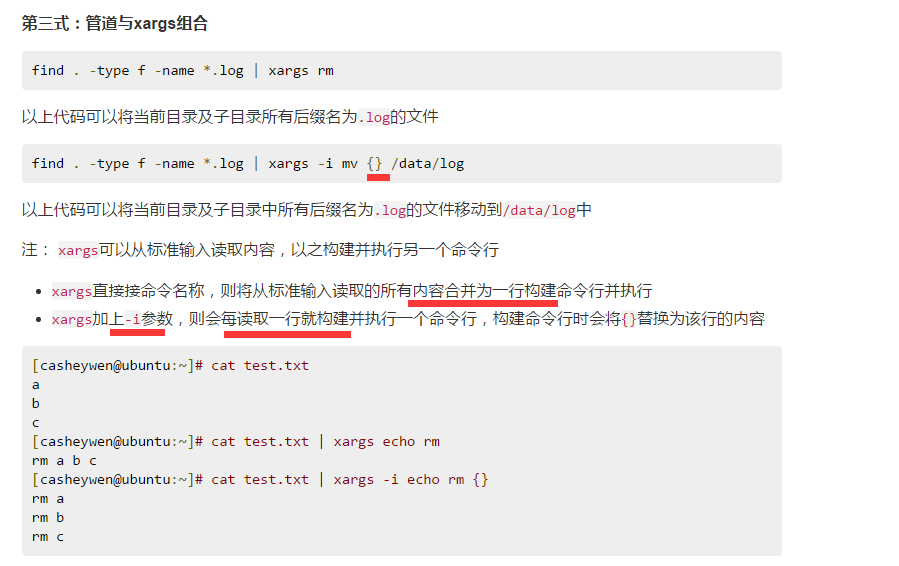 第三式：管道与xargs组合
find . -type f -name *.log | xargs rm
以上代码可以将当前目录及子目录所有后缀名为.log的文件
find . -type f -name *.log | xargs -i mv {} /data/log
以上代码可以将当前目录及子目录中所有后缀名为.log的文件移动到/data/log中
注： xargs可以从标准输入读取内容，以之构建并执行另一个命令行
• xargs直接接命令名称，则将从标准输入读取的所有内容合并为一行构建命令行并执行
• xargs加上-i参数，则会每读取一行就构建并执行一个命令行，构建命令行时会将{}替换为该行的内容
[casheywen@ubuntu:~]# cat test.txt
a
b
c
[casheywen@ubuntu:~]# cat test.txt | xargs echo rm
rm a b c
[casheywen@ubuntu:~]# cat test.txt | xargs -i echo rm {}
rm a
rm b
rm c